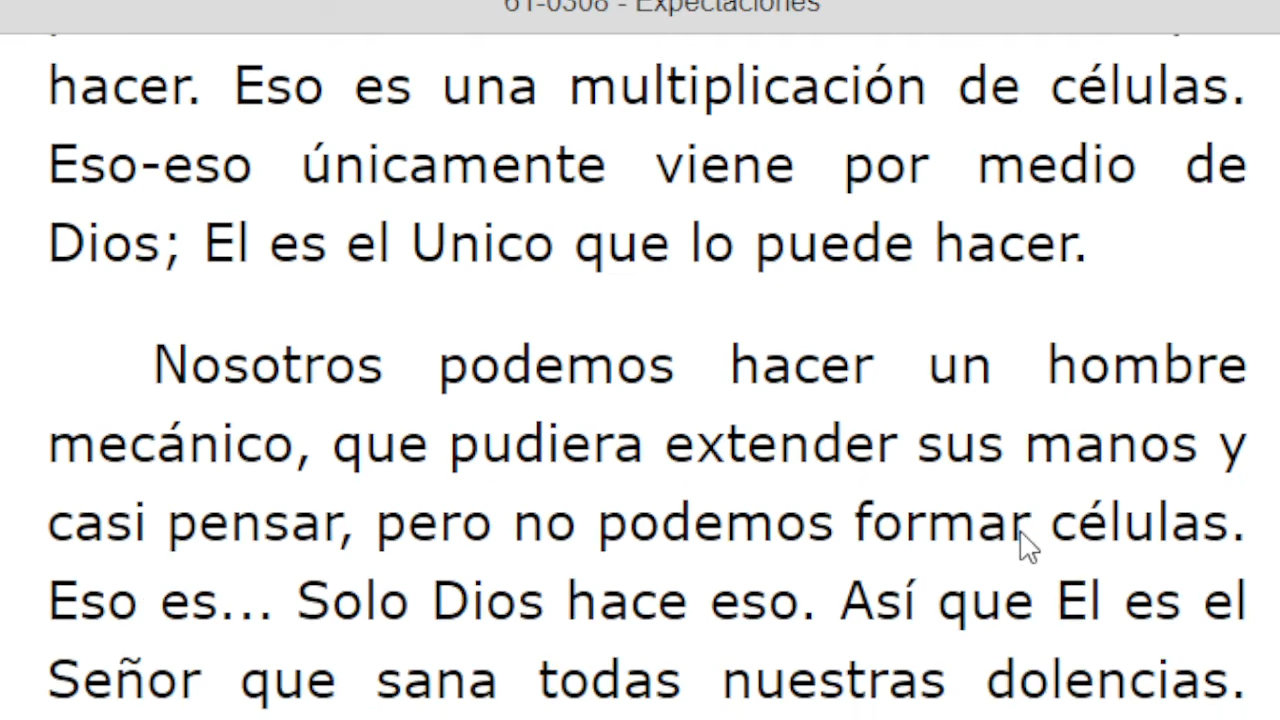 61-0308 - Expectaciones
hacer. Eso es una multiplicación de células.
Eso-eso únicamente viene por medio de
Dios; El es el Unico que lo puede hacer.
Nosotros podemos hacer un hombre
mecánico, que pudiera extender sus manos y
casi pensar, pero no podemos formar células.
Eso es... Solo Dios hace eso. Así que El es el
Señor que sana todas nuestras dolencias.